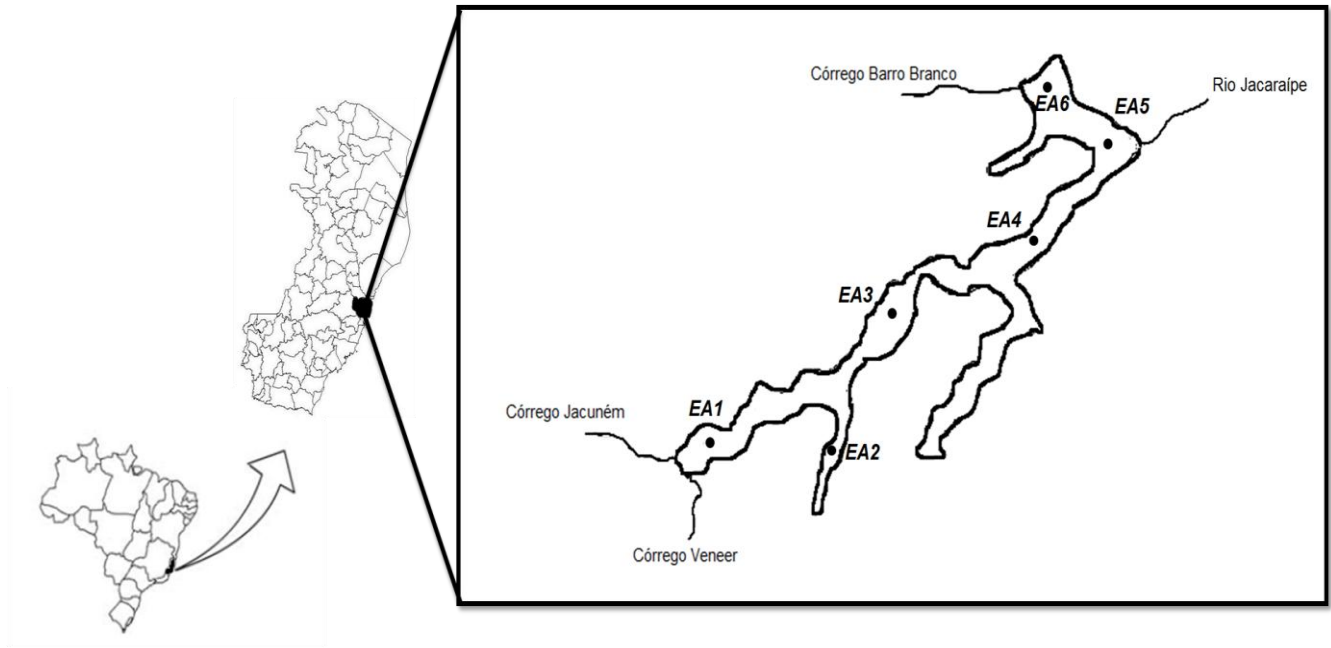 Córrego Barro Branco
Rio Jacaraípe
EA6
EA5
EA4
EA3
Córrego Jacuném
EA1
EA2
Córrego Veneer